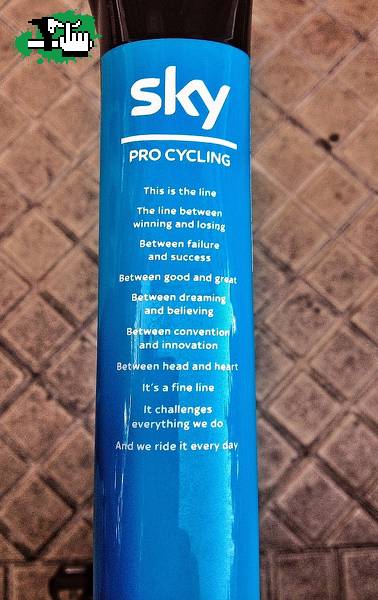 sky
PRO CYCLING
This is the line
The line between
winning and losing
Between failure
and success
Between good and great
Between dreaming
and believing
Between convention
and innovation
Between head and heart
It's a fine line
It challenges
everything we do
And we ride it every day